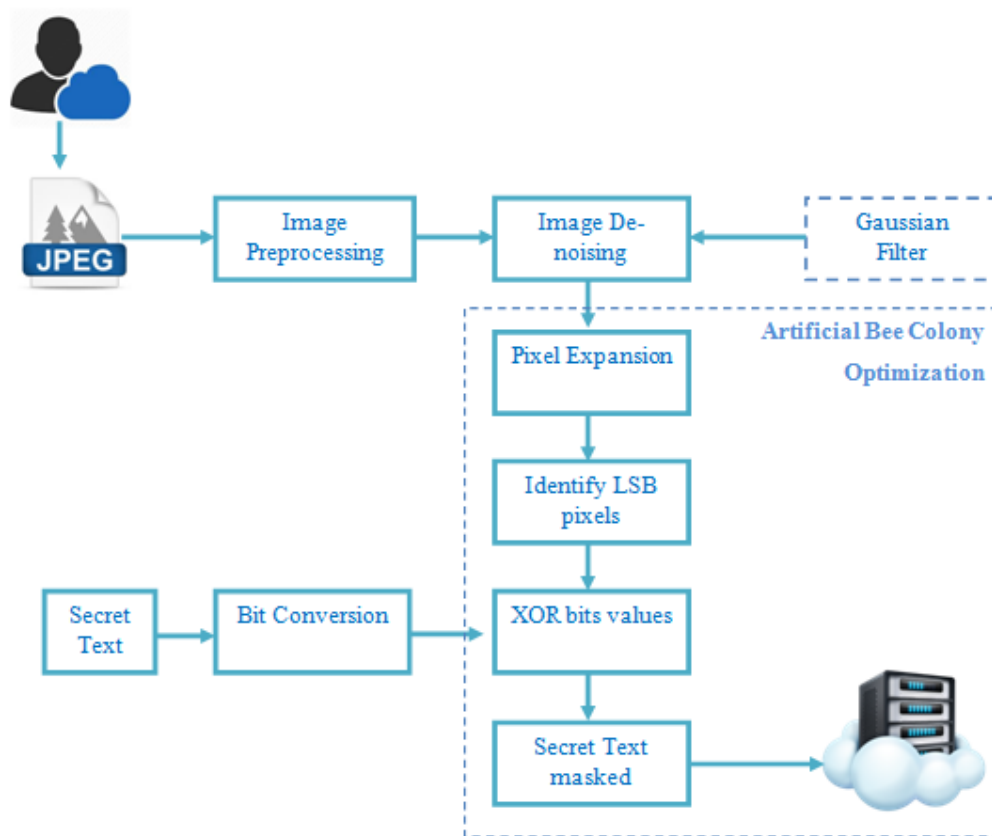 JPEG
Image
Preprocessing
Image De-
noising
Gaussian
Filter
Artificial Bee Colony
Optimization
Pixel Expansion
Identify LSB
pixels
Secret
Text
Bit Conversion
XOR bits values
Secret Text
masked